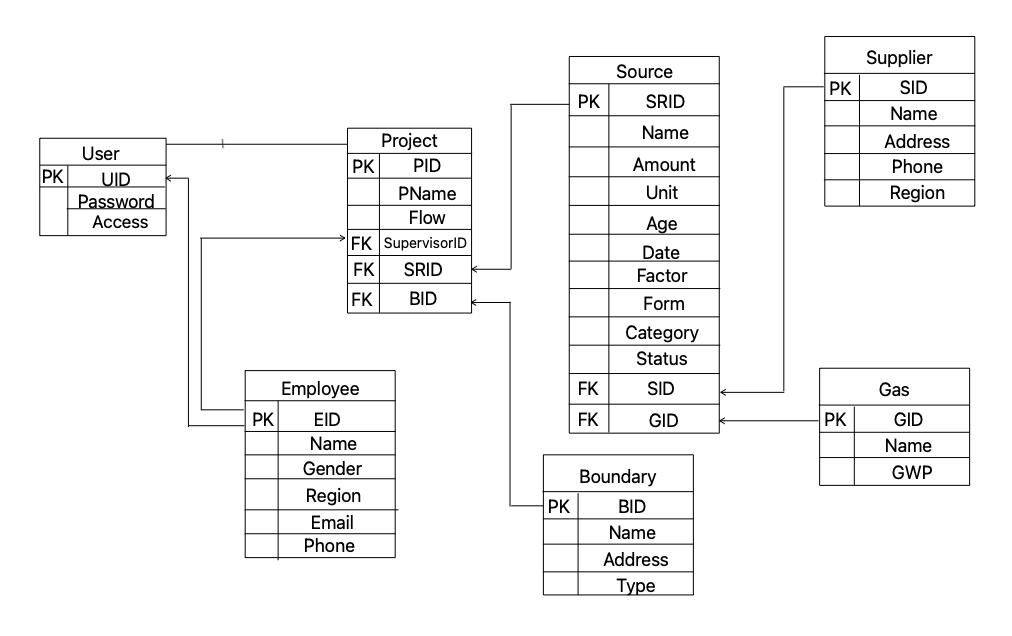 User
PK UID
Password
Access
Project
PK PID
PName
Flow
FK SupervisorID
FK SRID
FK BID
Employee
PK EID
Name
Gender
Region
Email
Phone
Source
PK SRID
Name
Amount
Unit
Age
Date
Factor
Form
Category
Status
FK SID
FK GID
Boundary
PK BID
Name
Address
Type
Supplier
PK SID
Name
Address
Phone
Region
Gas
PK GID
Name
GWP